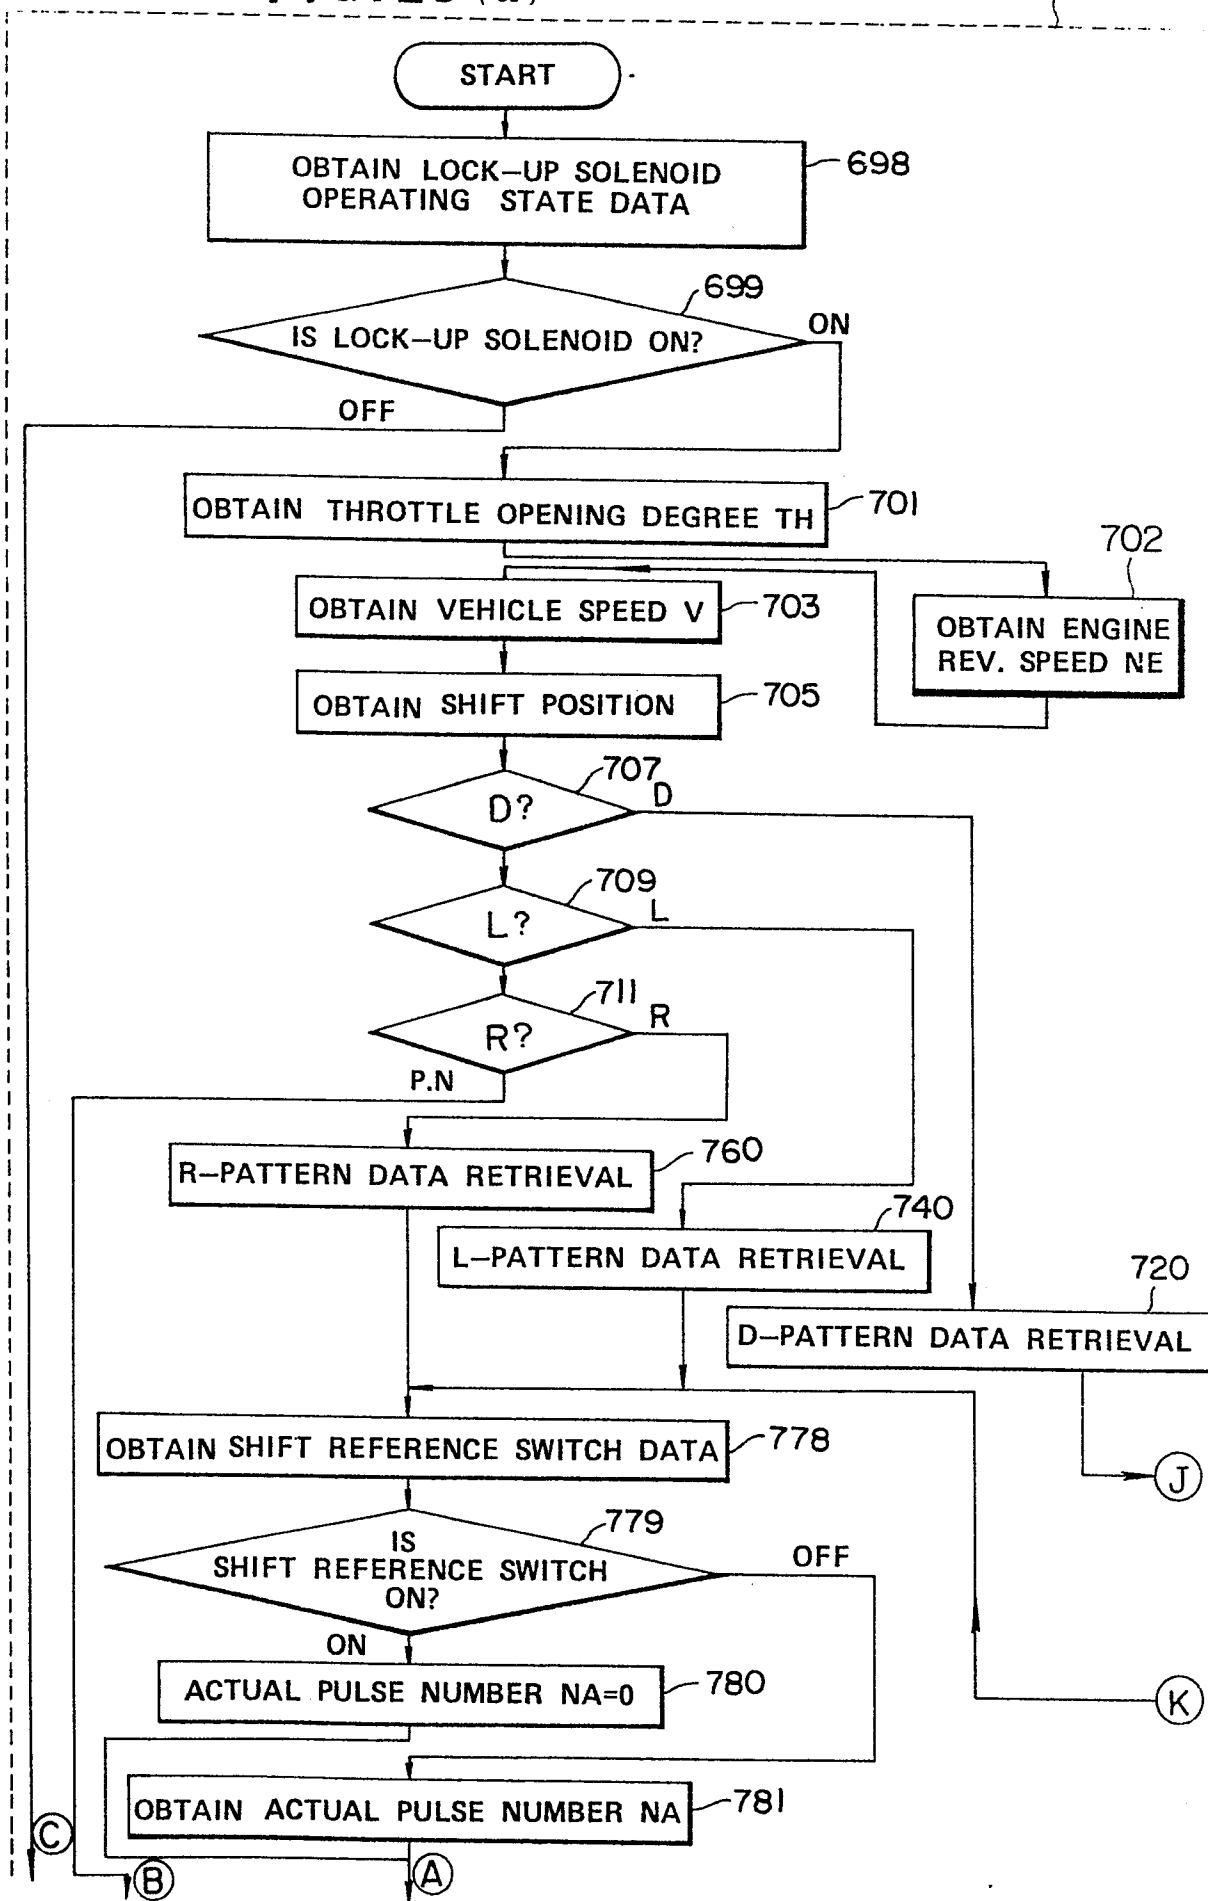 START
OBTAIN LOCK-UP SOLENOID
OPERATING STATE DATA
698
699
IS LOCK-UP SOLENOID ON?
ON
OFF
OBTAIN THROTTLE OPENING DEGREE TH
701
702
OBTAIN VEHICLE SPEED V
703
OBTAIN ENGINE
REV. SPEED NE
OBTAIN SHIFT POSITION
705
707
D?
D
709
L?
L
711
R?
R
P.N
R-PATTERN DATA RETRIEVAL
760
740
L-PATTERN DATA RETRIEVAL
720
D-PATTERN DATA RETRIEVAL
OBTAIN SHIFT REFERENCE SWITCH DATA
778
J
779
IS
SHIFT REFERENCE SWITCH
ON?
OFF
ON
ACTUAL PULSE NUMBER NA=0
780
K
OBTAIN ACTUAL PULSE NUMBER NA
781
C
B
A